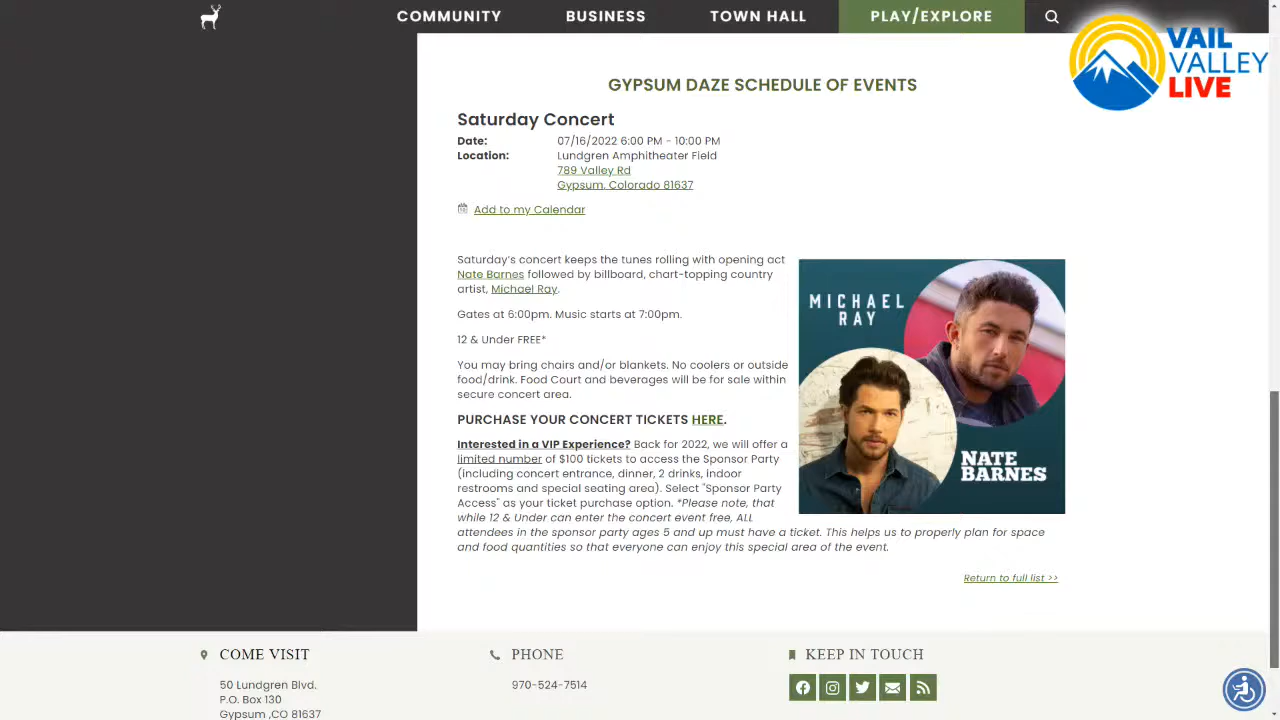 COMMUNITY BUSINESS TOWN HALL PLAY/EXPLORE
VAIL
VALLEY
LIVE
GYPSUM DAZE SCHEDULE OF EVENTS
Saturday Concert
Date: 07/16/2022 6:00 PM - 10:00 PM
Location: Lundgren Amphitheater Field
789 Valley Rd
Gypsum, Colorado 81637
Add to my Calendar
Saturday's concert keeps the tunes rolling with opening act
Nate Barnes followed by billboard, chart-topping country
artist, Michael Ray.
Gates at 6:00pm. Music starts at 7:00pm.
12 & Under FREE*
You may bring chairs and/or blankets. No coolers or outside
food/drink. Food Court and beverages will be for sale within
secure concert area.
PURCHASE YOUR CONCERT TICKETS HERE.
Interested in a VIP Experience? Back for 2022, we will offer a
limited number of $100 tickets to access the Sponsor Party
(including concert entrance, dinner, 2 drinks, indoor
restrooms and special seating area). Select "Sponsor Party
Access" as your ticket purchase option. *Please note, that
while 12 & Under can enter the concert event free, ALL
attendees in the sponsor party ages 5 and up must have a ticket. This helps us to properly plan for space
and food quantities so that everyone can enjoy this special area of the event.
MICHAEL
RAY
NATE
BARNES
Return to full list >>
COME VISIT
50 Lundgren Blvd.
P.O. Box 130
Gypsum ,CO 81637
PHONE
970-524-7514
KEEP IN TOUCH